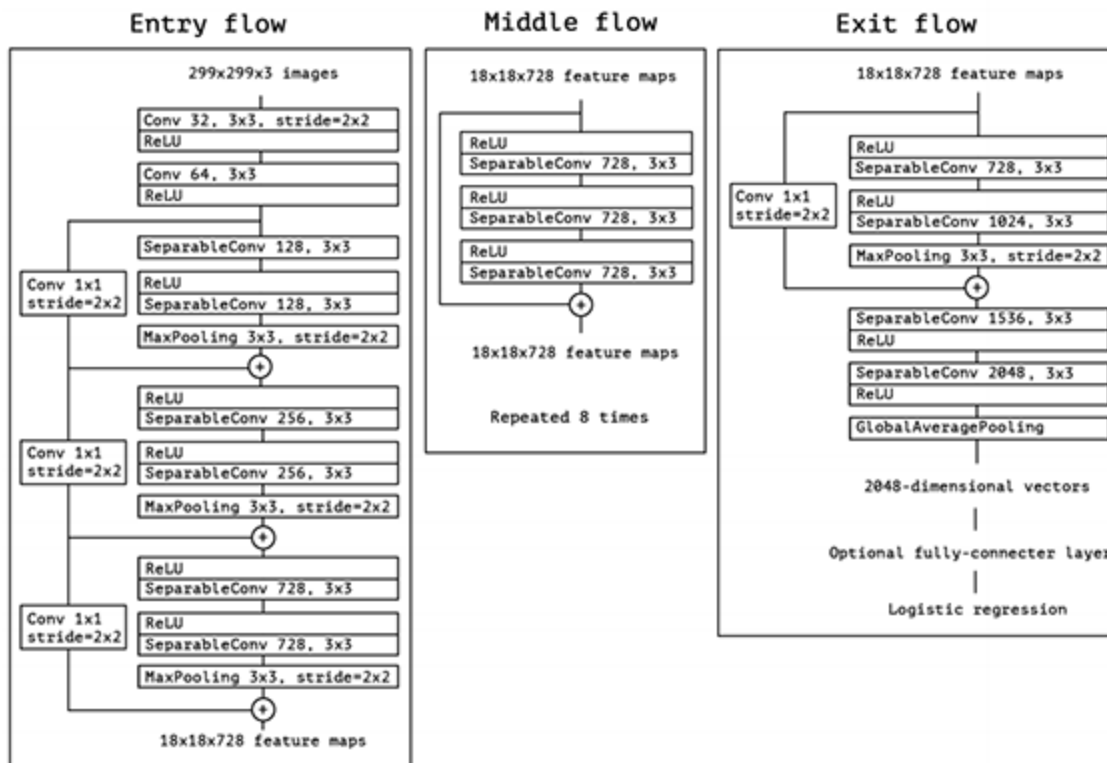 Entry flow
299x299x3 images
Conv 32, 3x3, stride=2x2
ReLU
Conv 64, 3x3
ReLU
SeparableConv 128, 3x3
Conv 1x1
stride=2x2
ReLU
SeparableConv 128, 3x3
MaxPooling 3x3, stride=2x2
+
ReLU
SeparableConv 256, 3x3
Conv 1x1
stride=2x2
ReLU
SeparableConv 256, 3x3
MaxPooling 3x3, stride=2x2
+
ReLU
SeparableConv 728, 3x3
Conv 1x1
stride=2x2
ReLU
SeparableConv 728, 3x3
MaxPooling 3x3, stride=2x2
+
18x18x728 feature maps
Middle flow
18x18x728 feature maps
ReLU
SeparableConv 728, 3x3
ReLU
SeparableConv 728, 3x3
ReLU
SeparableConv 728, 3x3
+
18x18x728 feature maps
Repeated 8 times
Exit flow
18x18x728 feature maps
ReLU
SeparableConv 728, 3x3
Conv 1x1
stride=2x2
ReLU
SeparableConv 1024, 3x3
MaxPooling 3x3, stride=2x2
+
SeparableConv 1536, 3x3
ReLU
SeparableConv 2048, 3x3
ReLU
GlobalAveragePooling
2048-dimensional vectors
Optional fully-connecter layer
Logistic regression